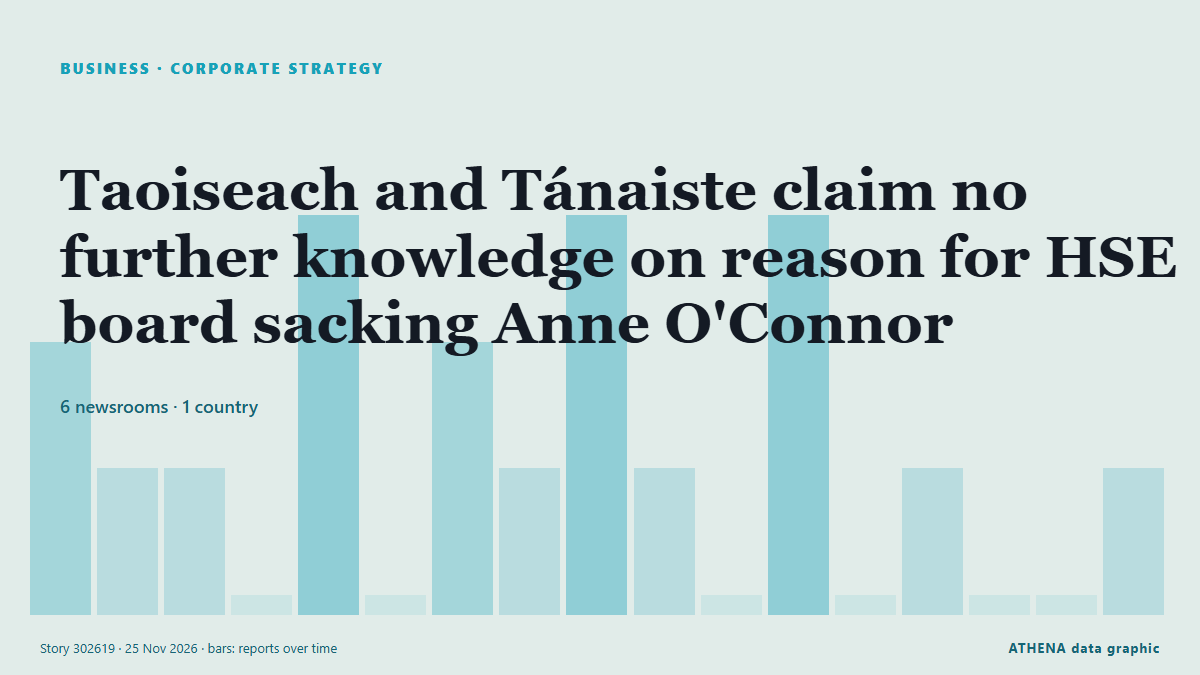 BUSINESS · CORPORATE STRATEGY
Taoiseach and Tánaiste claim no
further knowledge on reason for HSE
board sacking Anne O'Connor
6 newsrooms · 1 country
Story 302619 · 25 Nov 2026 · bars: reports over time
ATHENA data graphic